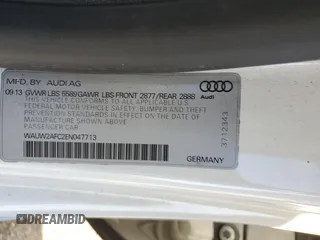 MFD. BY AUDI AG
06 13 GVWR LBS 5589 GAWR LBS FRONT 2877/REAR 2888
THIS VEHICLE CONFORMS TO ALL APPLICABLE
U.S. FEDERAL MOTOR VEHICLE SAFETY, BUMPER AND THEFT
PREVENTION STANDARDS IN EFFECT ON
THE DATE OF MANUFACTURE SHOWN ABOVE.
PASSENGER CAR
WAUW2AFC2EN047713
GERMANY
Audi
3712343